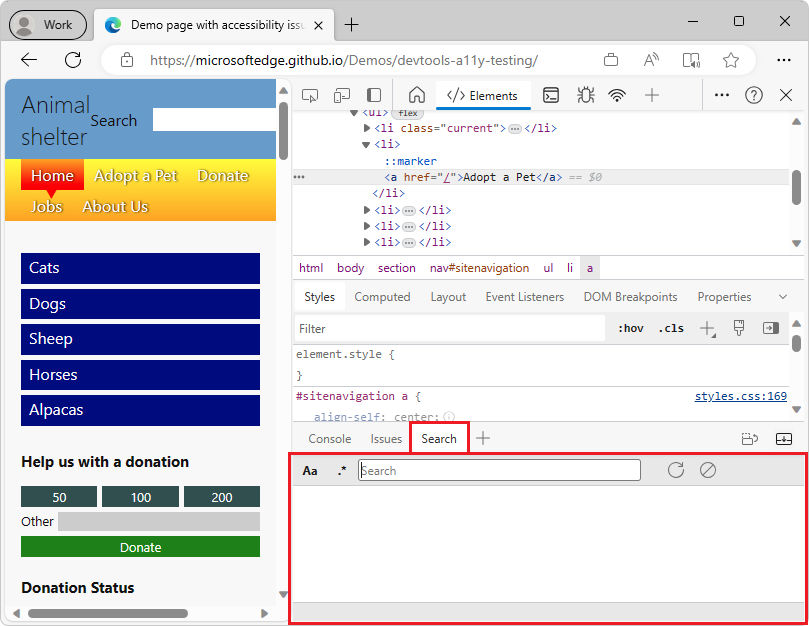 Work
Demo page with accessibility issu
https://microsoftedge.github.io/Demos/devtools-a11y-testing/
Animal
shelter
Search
Home
Adopt a Pet
Donate
Jobs
About Us
Cats
Dogs
Sheep
Horses
Alpacas
Help us with a donation
50
100
200
Other
Donate
Donation Status
</> Elements
<ul> flex
<li class="current">…</li>
<li>
::marker
<a href="/">Adopt a Pet</a> == $0
</li>
<li>…</li>
<li>…</li>
<li>…</li>
html body section nav#sitenavigation ul li a
Styles Computed Layout Event Listeners DOM Breakpoints Properties
Filter
:hov .cls
element.style {
}
#sitenavigation a {
styles.css:169
align-self: center;
Console Issues Search
Aa .* Search